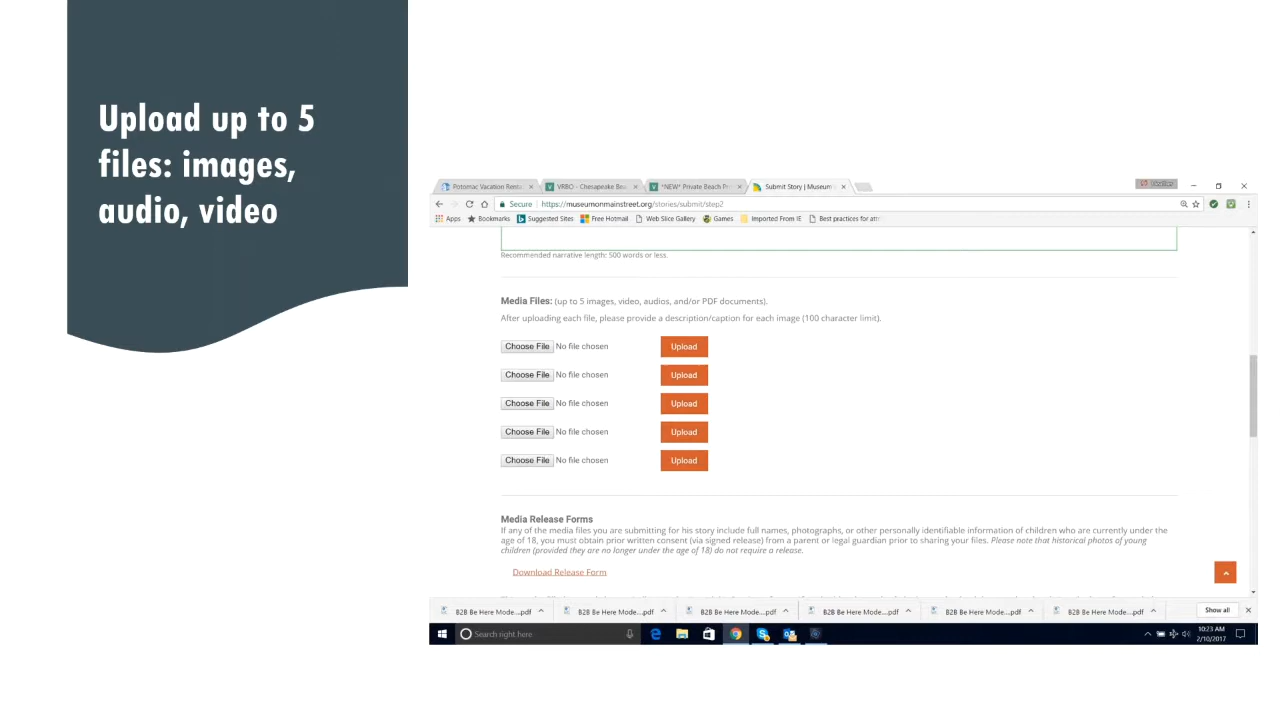 Upload up to 5
files: images,
audio, video
Potomac Vacation Renta
VRBO - Chesapeake Bea
*NEW* Private Beach Pr
Submit Story | Museum
Secure
https://museumonmainstreet.org/stories/submit/step2
Apps
Bookmarks
Suggested Sites
Free Hotmail
Web Slice Gallery
Games
Imported From IE
Best practices for attr
Recommended narrative length: 500 words or less.
Media Files: (up to 5 images, video, audios, and/or PDF documents).
After uploading each file, please provide a description/caption for each image (100 character limit).
Choose File No file chosen Upload
Choose File No file chosen Upload
Choose File No file chosen Upload
Choose File No file chosen Upload
Choose File No file chosen Upload
Media Release Forms
If any of the media files you are submitting for his story include full names, photographs, or other personally identifiable information of children who are currently under the
age of 18, you must obtain prior written consent (via signed release) from a parent or legal guardian prior to sharing your files. Please note that historical photos of young
children (provided they are no longer under the age of 18) do not require a release.
Download Release Form
B2B Be Here Mode....pdf
B2B Be Here Mode....pdf
B2B Be Here Mode....pdf
B2B Be Here Mode....pdf
B2B Be Here Mode....pdf
B2B Be Here Mode....pdf
Show all
Search right here
10:23 AM
2/10/2017